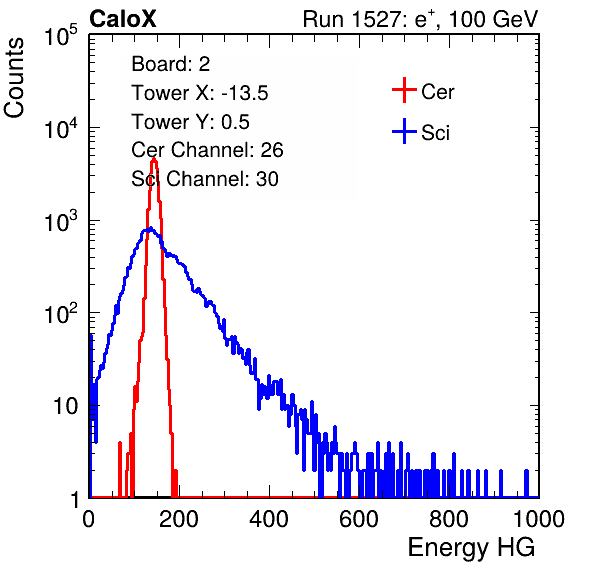 CaloX Run 1527: e+, 100 GeV
Counts
Board: 2
Tower X: -13.5
Tower Y: 0.5
Cer Channel: 26
Sci Channel: 30
Cer
Sci
10^5
10^4
10^3
10^2
10
1
0 200 400 600 800 1000
Energy HG